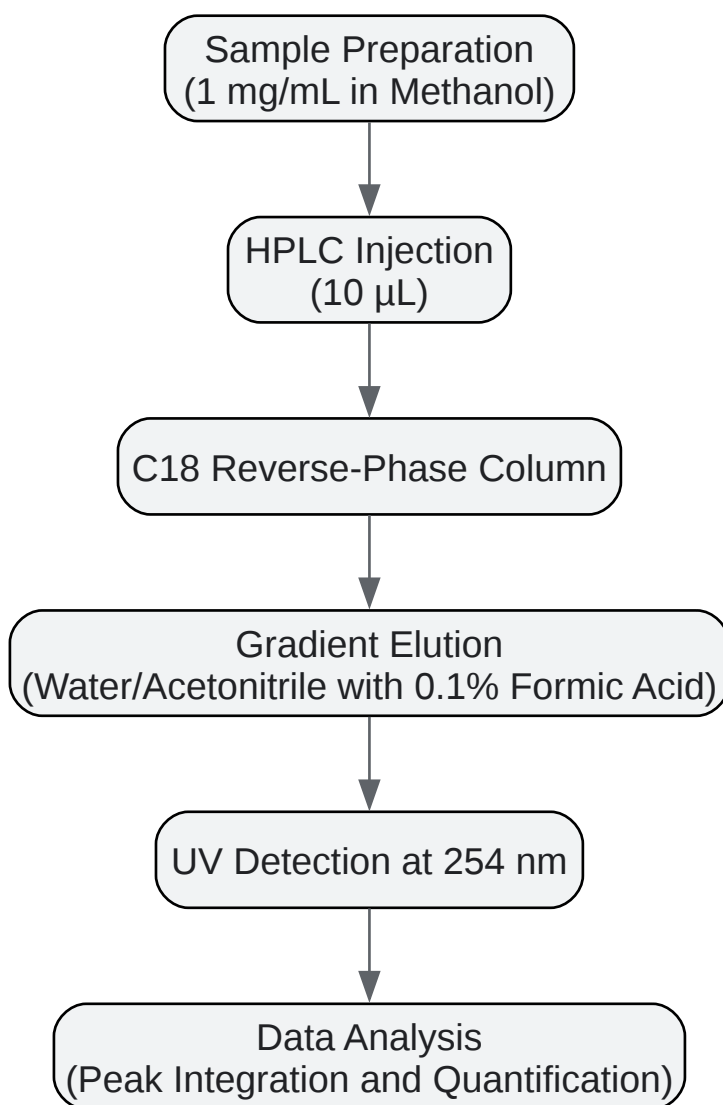 Sample Preparation
(1 mg/mL in Methanol)
HPLC Injection
(10 µL)
C18 Reverse-Phase Column
Gradient Elution
(Water/Acetonitrile with 0.1% Formic Acid)
UV Detection at 254 nm
Data Analysis
(Peak Integration and Quantification)